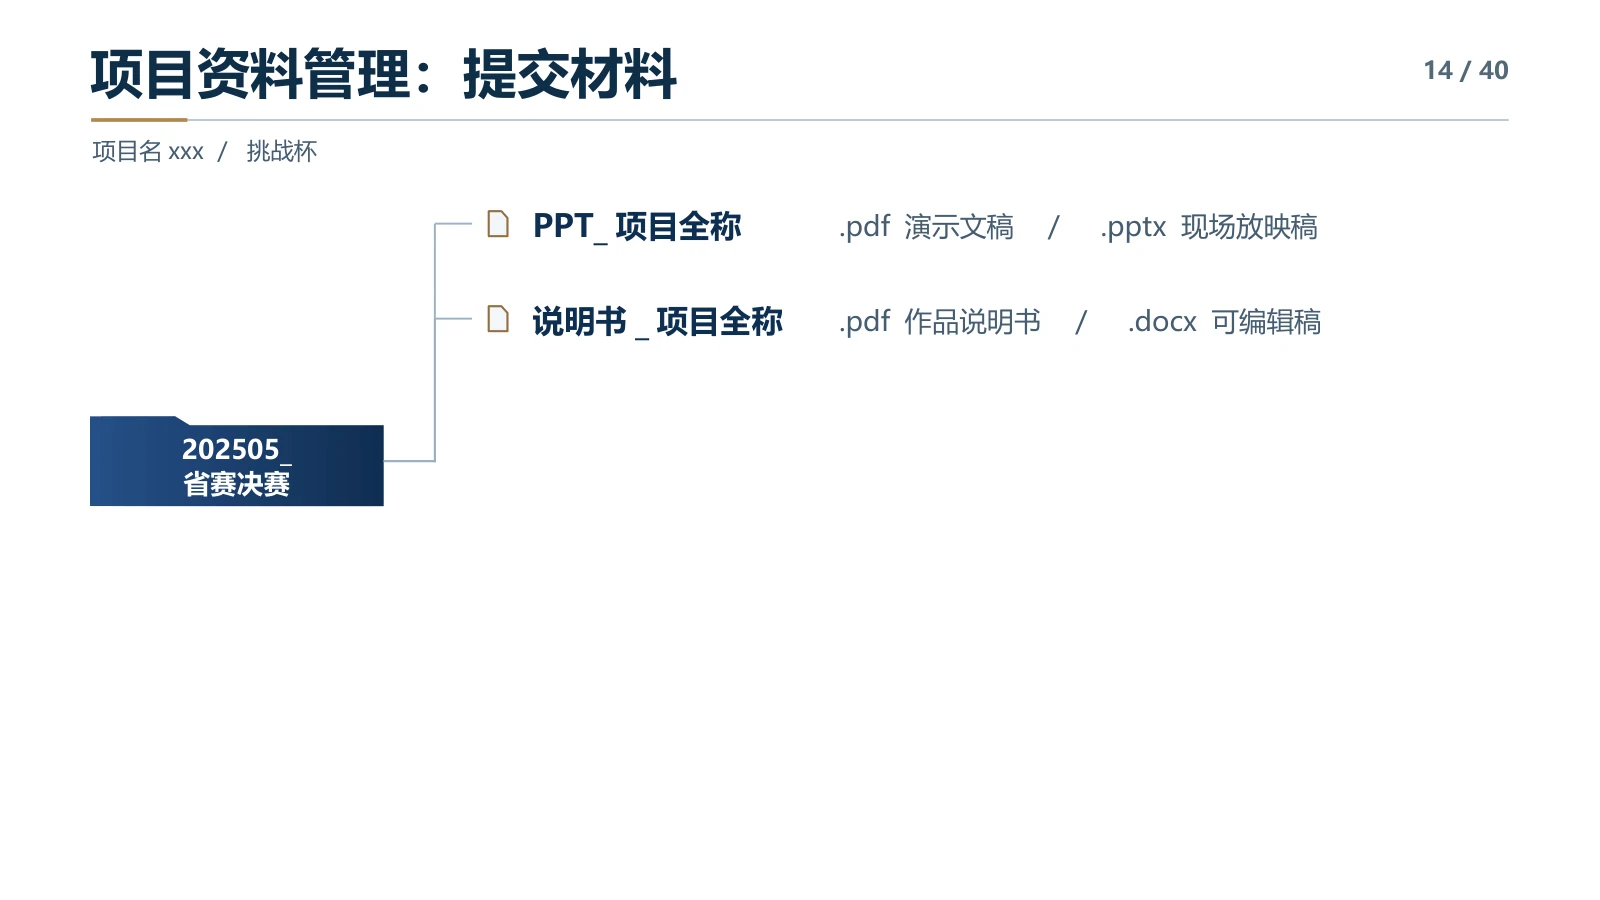 项目资料管理：提交材料
14 / 40
项目名 xxx / 挑战杯
PPT_ 项目全称 .pdf 演示文稿 / .pptx 现场放映稿
说明书 _ 项目全称 .pdf 作品说明书 / .docx 可编辑稿
202505_
省赛决赛